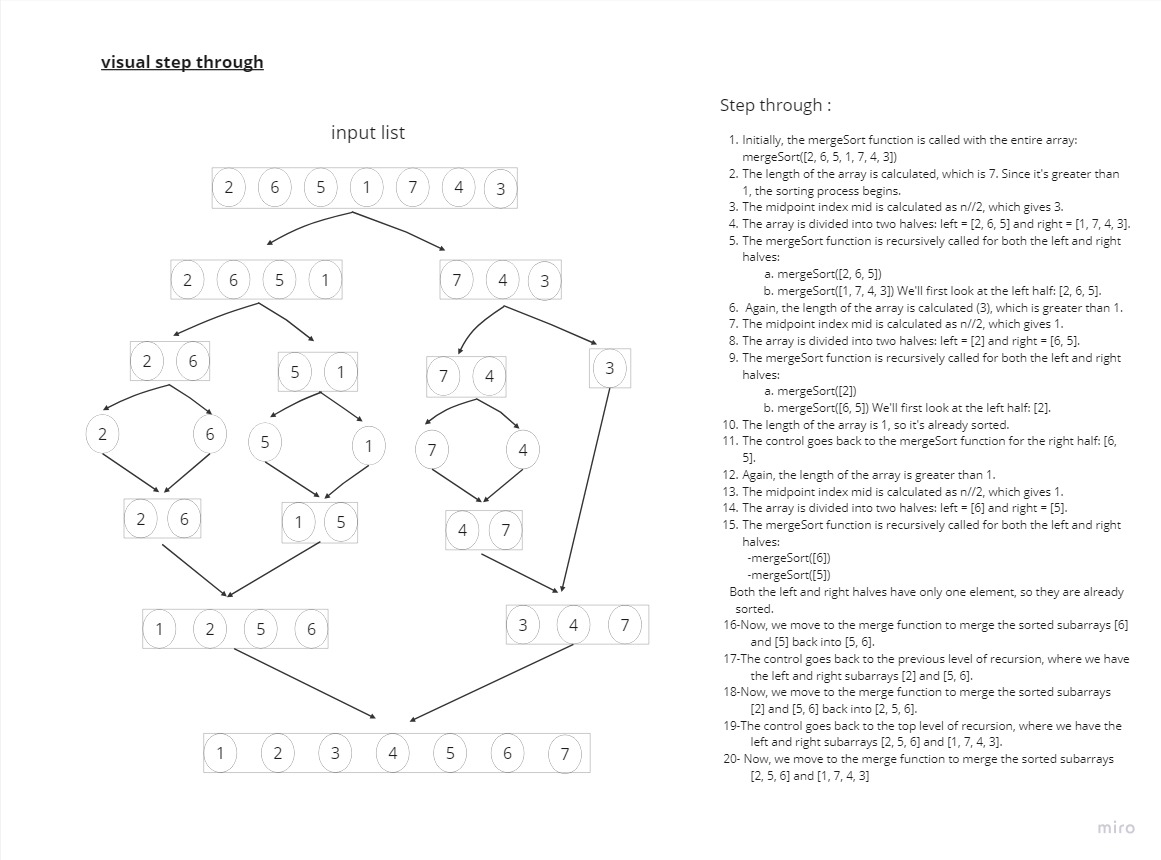 visual step through
input list
2 6 5 1 7 4 3
2 6 5 1
7 4 3
2 6
5 1
7 4
3
2
6
5
1
7
4
2 6
1 5
4 7
1 2 5 6
3 4 7
1 2 3 4 5 6 7
Step through :
1. Initially, the mergeSort function is called with the entire array:
mergeSort([2, 6, 5, 1, 7, 4, 3])
2. The length of the array is calculated, which is 7. Since it's greater than
1, the sorting process begins.
3. The midpoint index mid is calculated as n//2, which gives 3.
4. The array is divided into two halves: left = [2, 6, 5] and right = [1, 7, 4, 3].
5. The mergeSort function is recursively called for both the left and right
halves:
a. mergeSort([2, 6, 5])
b. mergeSort([1, 7, 4, 3]) We'll first look at the left half: [2, 6, 5].
6. Again, the length of the array is calculated (3), which is greater than 1.
7. The midpoint index mid is calculated as n//2, which gives 1.
8. The array is divided into two halves: left = [2] and right = [6, 5].
9. The mergeSort function is recursively called for both the left and right
halves:
a. mergeSort([2])
b. mergeSort([6, 5]) We'll first look at the left half: [2].
10. The length of the array is 1, so it's already sorted.
11. The control goes back to the mergeSort function for the right half: [6,
5].
12. Again, the length of the array is greater than 1.
13. The midpoint index mid is calculated as n//2, which gives 1.
14. The array is divided into two halves: left = [6] and right = [5].
15. The mergeSort function is recursively called for both the left and right
halves:
-mergeSort([6])
-mergeSort([5])
Both the left and right halves have only one element, so they are already
sorted.
16-Now, we move to the merge function to merge the sorted subarrays [6]
and [5] back into [5, 6].
17-The control goes back to the previous level of recursion, where we have
the left and right subarrays [2] and [5, 6].
18-Now, we move to the merge function to merge the sorted subarrays
[2] and [5, 6] back into [2, 5, 6].
19-The control goes back to the top level of recursion, where we have the
left and right subarrays [2, 5, 6] and [1, 7, 4, 3].
20- Now, we move to the merge function to merge the sorted subarrays
[2, 5, 6] and [1, 7, 4, 3]
miro